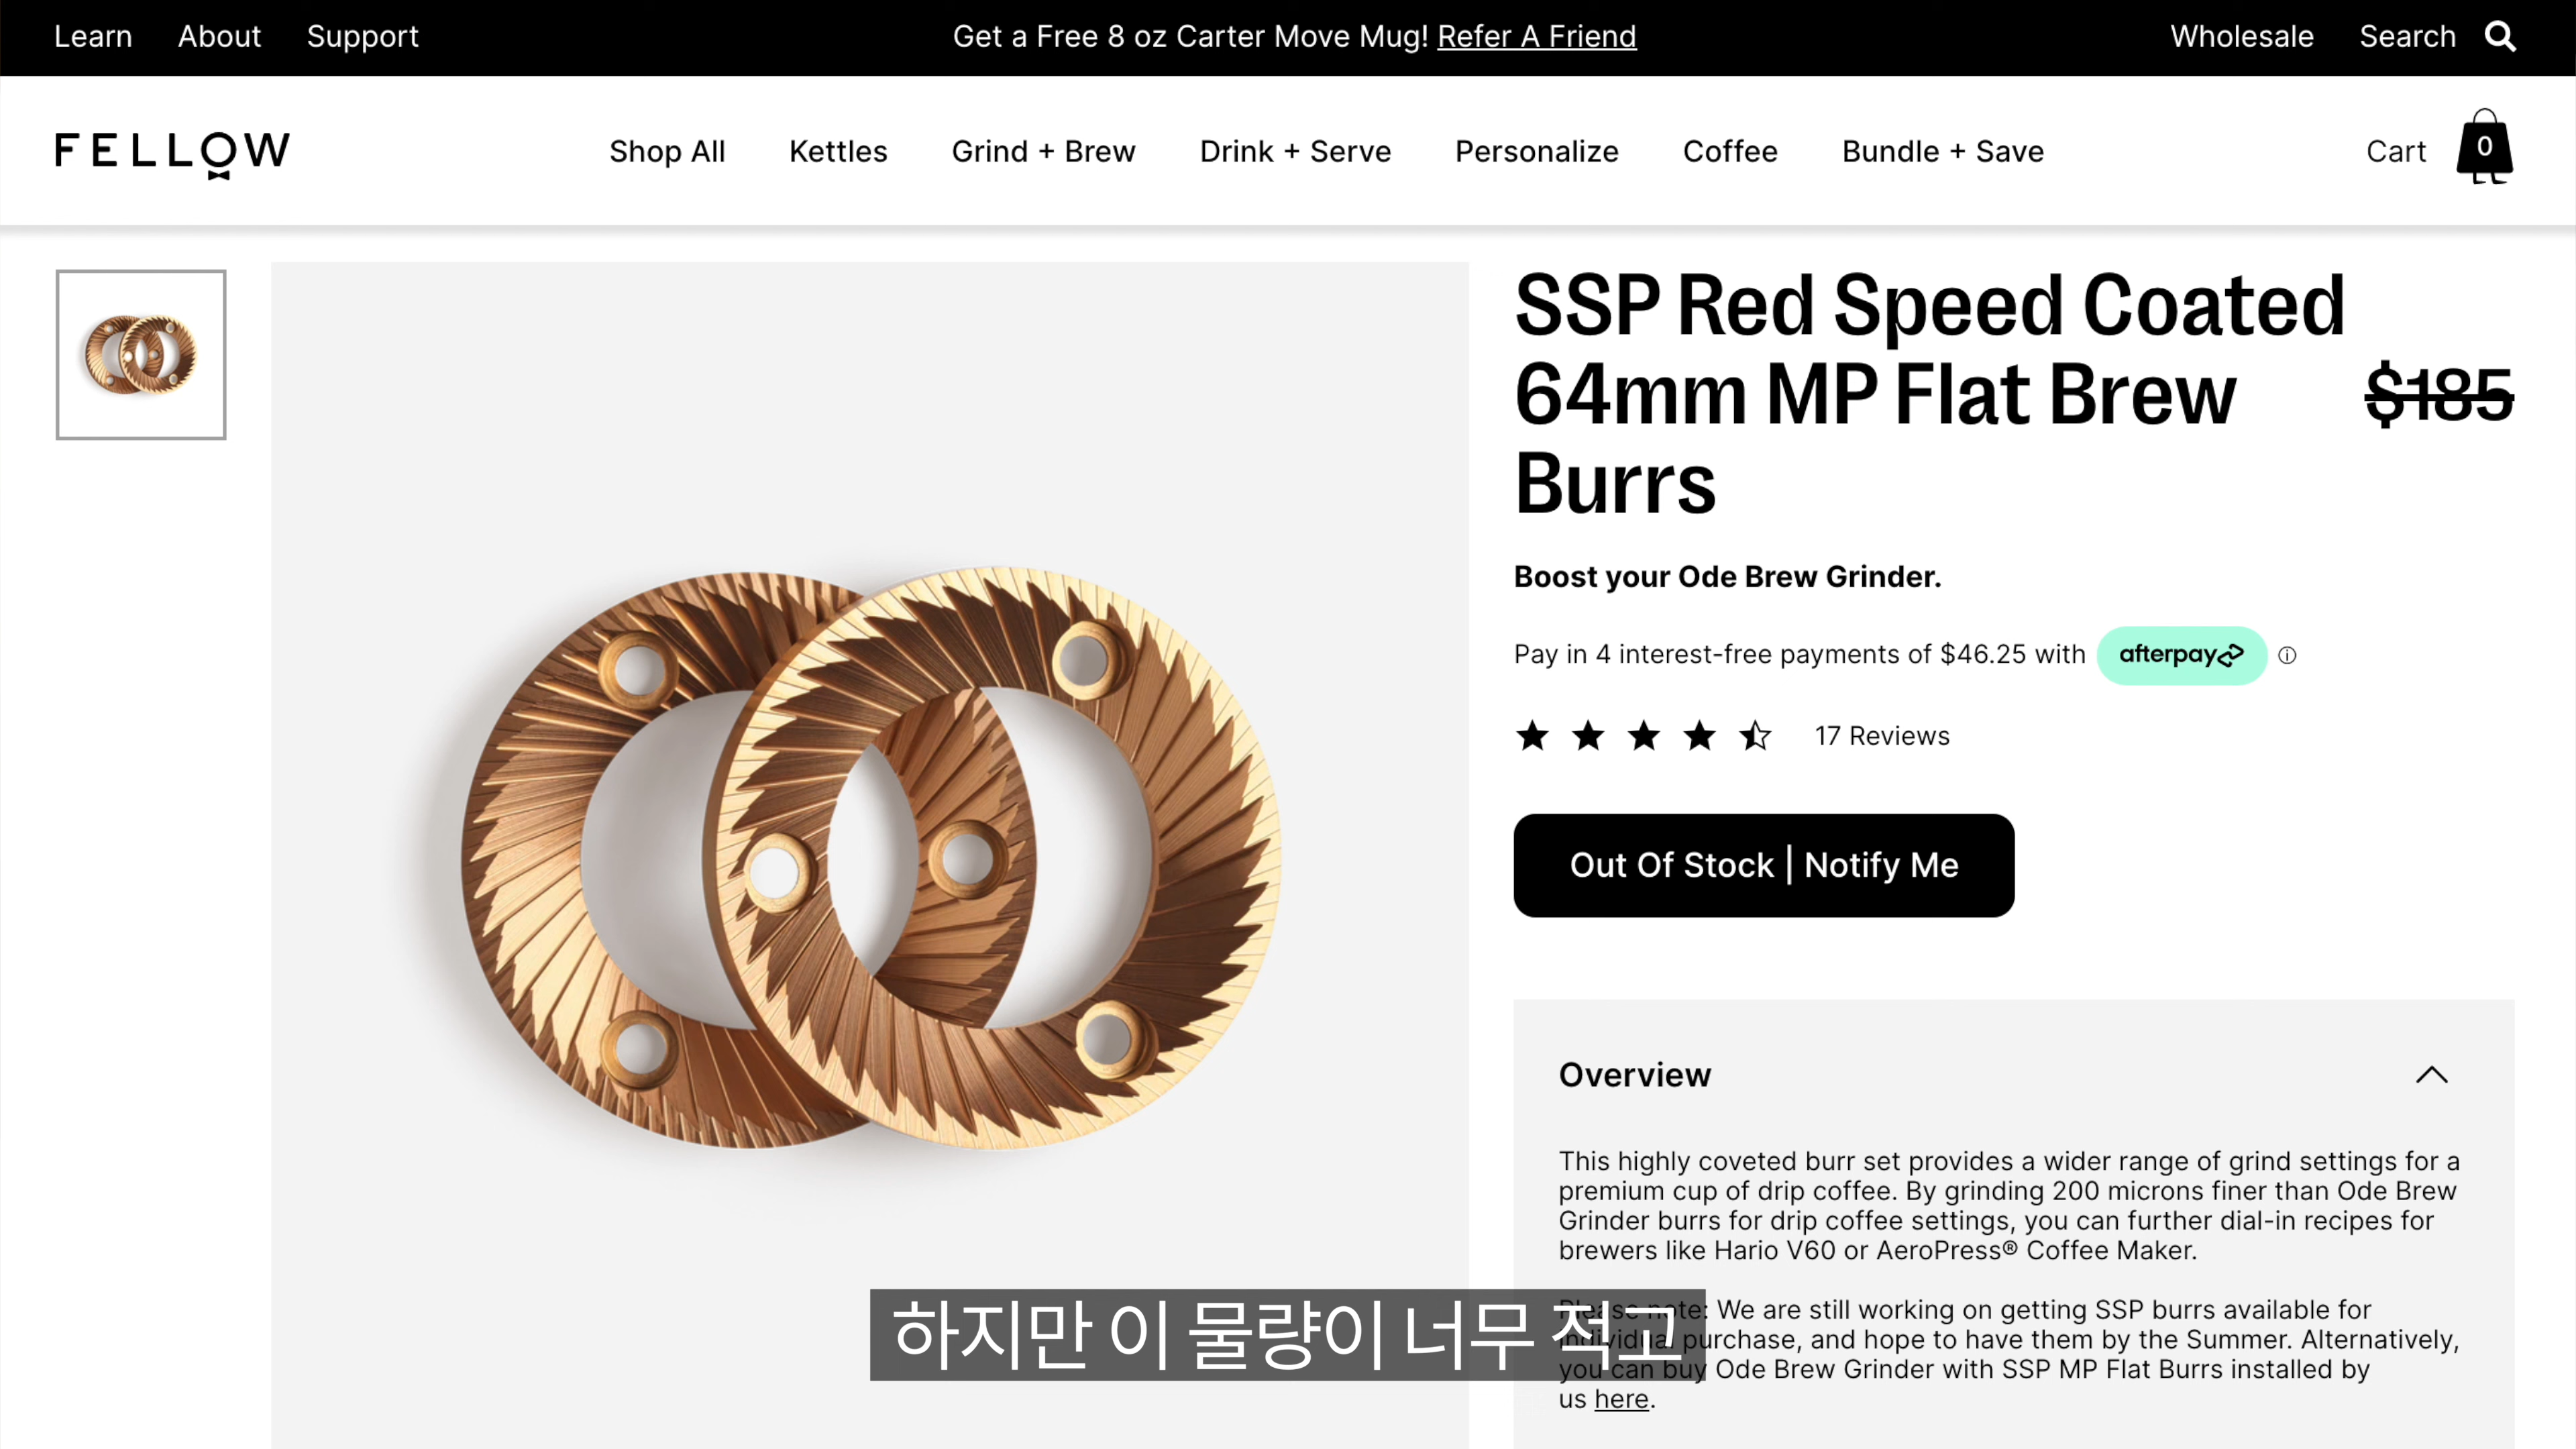 Learn About Support
Get a Free 8 oz Carter Move Mug! Refer A Friend
Wholesale Search
FELLOW
Shop All Kettles Grind + Brew Drink + Serve Personalize Coffee Bundle + Save
Cart 0
SSP Red Speed Coated
64mm MP Flat Brew
Burrs
$185
Boost your Ode Brew Grinder.
Pay in 4 interest-free payments of $46.25 with afterpay
17 Reviews
Out Of Stock | Notify Me
Overview
This highly coveted burr set provides a wider range of grind settings for a
premium cup of drip coffee. By grinding 200 microns finer than Ode Brew
Grinder burrs for drip coffee settings, you can further dial-in recipes for
brewers like Hario V60 or AeroPress® Coffee Maker.
Please note: We are still working on getting SSP burrs available for
individual purchase, and hope to have them by the Summer. Alternatively,
you can buy Ode Brew Grinder with SSP MP Flat Burrs installed by
us here.
하지만 이 물량이 너무 적고